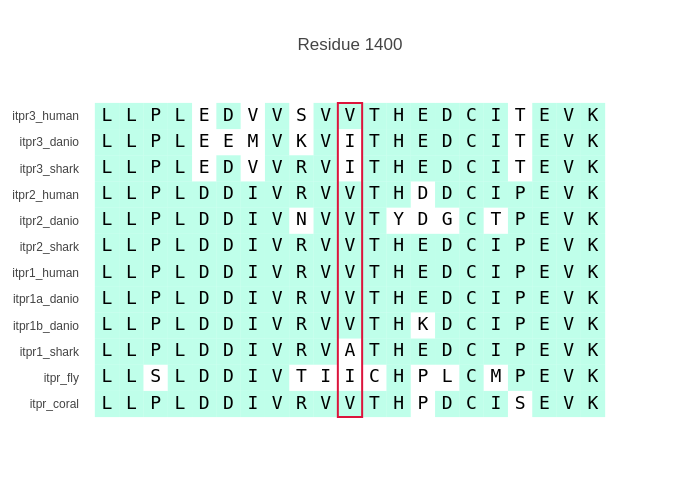 Residue 1400
itpr3_human L L P L E D V V S V V T H E D C I T E V K
itpr3_danio L L P L E E M V K V I T H E D C I T E V K
itpr3_shark L L P L E D V V R V I T H E D C I T E V K
itpr2_human L L P L D D I V R V V T H D D C I P E V K
itpr2_danio L L P L D D I V N V V T Y D G C T P E V K
itpr2_shark L L P L D D I V R V V T H E D C I P E V K
itpr1_human L L P L D D I V R V V T H E D C I P E V K
itpr1a_danio L L P L D D I V R V V T H E D C I P E V K
itpr1b_danio L L P L D D I V R V V T H K D C I P E V K
itpr1_shark L L P L D D I V R V A T H E D C I P E V K
itpr_fly L L S L D D I V T I I C H P L C M P E V K
itpr_coral L L P L D D I V R V V T H P D C I S E V K